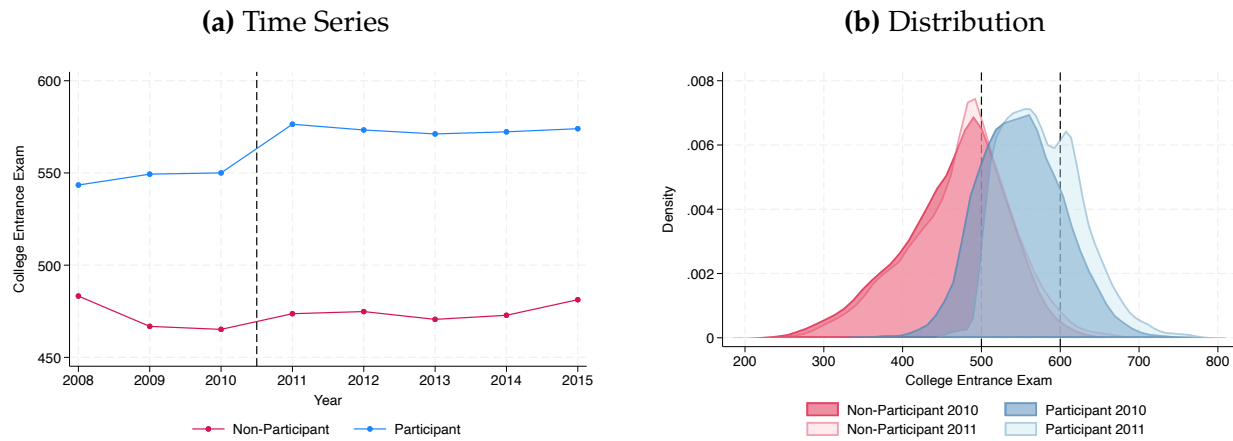 (a) Time Series
600
550
500
450
College Entrance Exam
2008 2009 2010 2011 2012 2013 2014 2015
Year
Non-Participant Participant
(b) Distribution
.008
.006
.004
.002
0
Density
200 300 400 500 600 700 800
College Entrance Exam
Non-Participant 2010 Participant 2010
Non-Participant 2011 Participant 2011